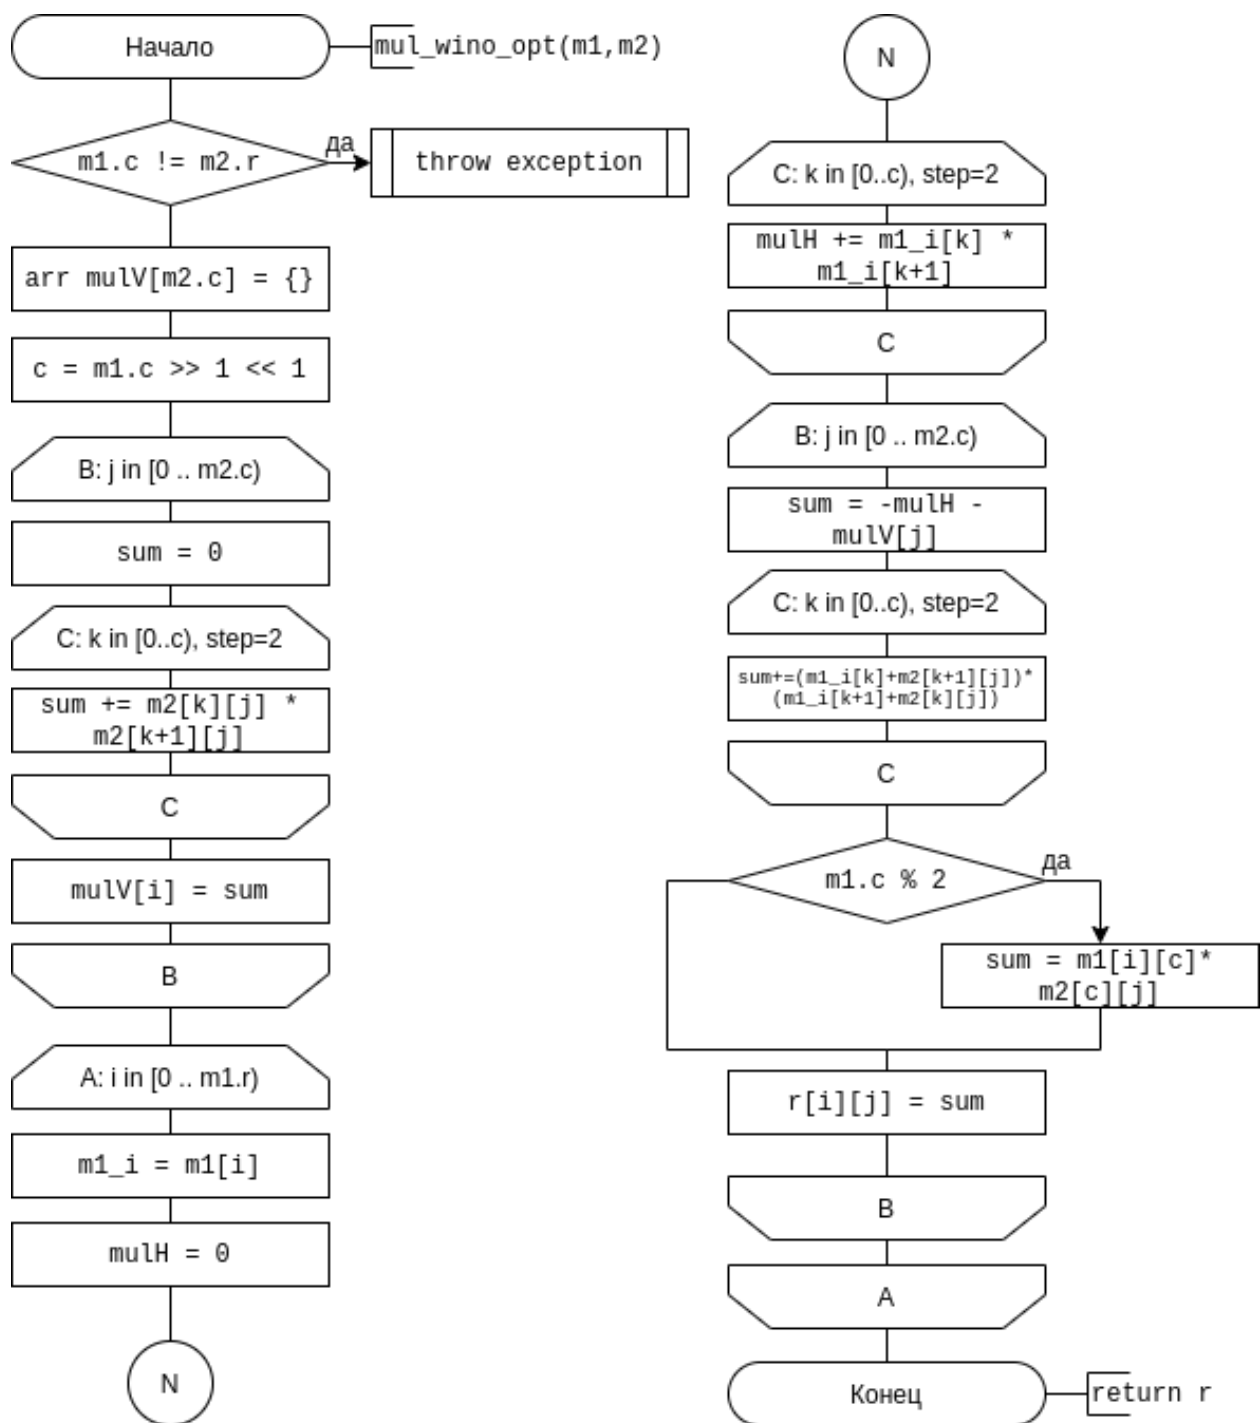 Начало
mul_wino_opt(m1,m2)
m1.c != m2.r
да
throw exception
arr mulV[m2.c] = {}
c = m1.c >> 1 << 1
B: j in [0 .. m2.c)
sum = 0
C: k in [0..c), step=2
sum += m2[k][j] *
m2[k+1][j]
C
mulV[i] = sum
B
A: i in [0 .. m1.r)
m1_i = m1[i]
mulH = 0
N
N
C: k in [0..c), step=2
mulH += m1_i[k] *
m1_i[k+1]
C
B: j in [0 .. m2.c)
sum = -mulH -
mulV[j]
C: k in [0..c), step=2
sum+=(m1_i[k]+m2[k+1][j])*
(m1_i[k+1]+m2[k][j])
C
m1.c % 2
да
sum = m1[i][c]*
m2[c][j]
r[i][j] = sum
B
A
Конец
return r